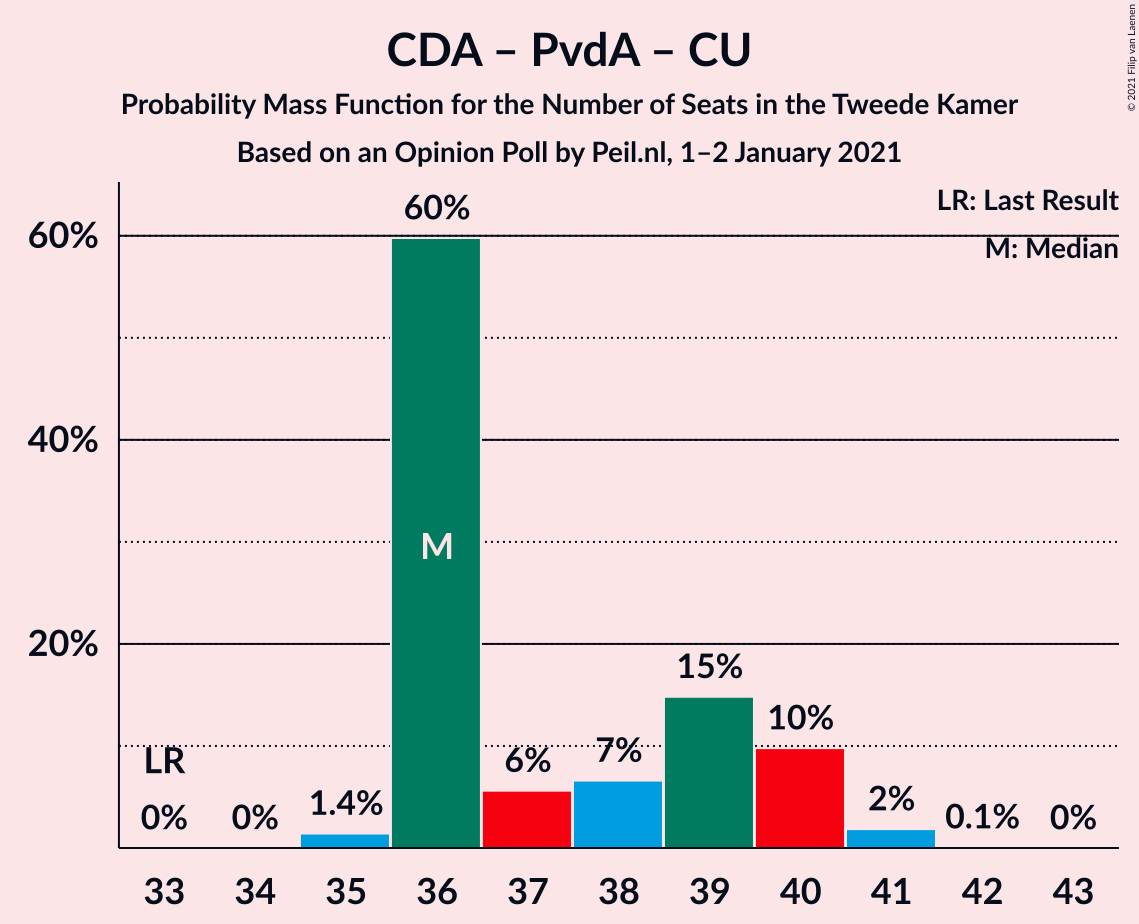 CDA – PvdA – CU
Probability Mass Function for the Number of Seats in the Tweede Kamer
Based on an Opinion Poll by Peil.nl, 1–2 January 2021
© 2021 Filip van Laenen
LR: Last Result
M: Median
60%
40%
20%
LR
0%
0%
1.4%
60%
M
6%
7%
15%
10%
2%
0.1%
0%
33 34 35 36 37 38 39 40 41 42 43